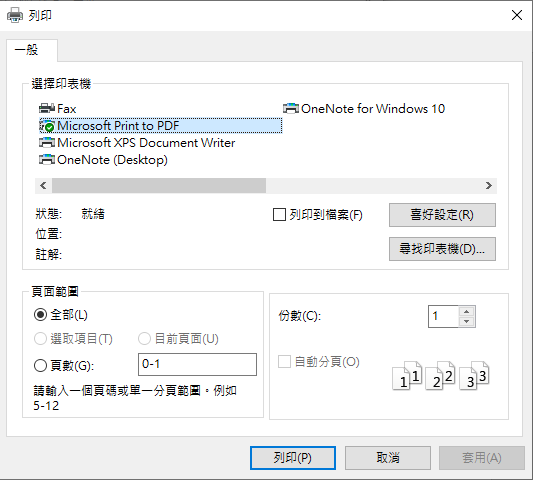 列印
一般
選擇印表機
Fax
OneNote for Windows 10
Microsoft Print to PDF
Microsoft XPS Document Writer
OneNote (Desktop)
狀態: 就緒
列印到檔案(F)
喜好設定(R)
位置:
註解:
尋找印表機(D)...
頁面範圍
全部(L)
選取項目(T)
目前頁面(U)
頁數(G):
0-1
請輸入一個頁碼或單一分頁範圍。例如
5-12
份數(C):
1
自動分頁(O)
1 1 2 2 3 3
列印(P)
取消
套用(A)